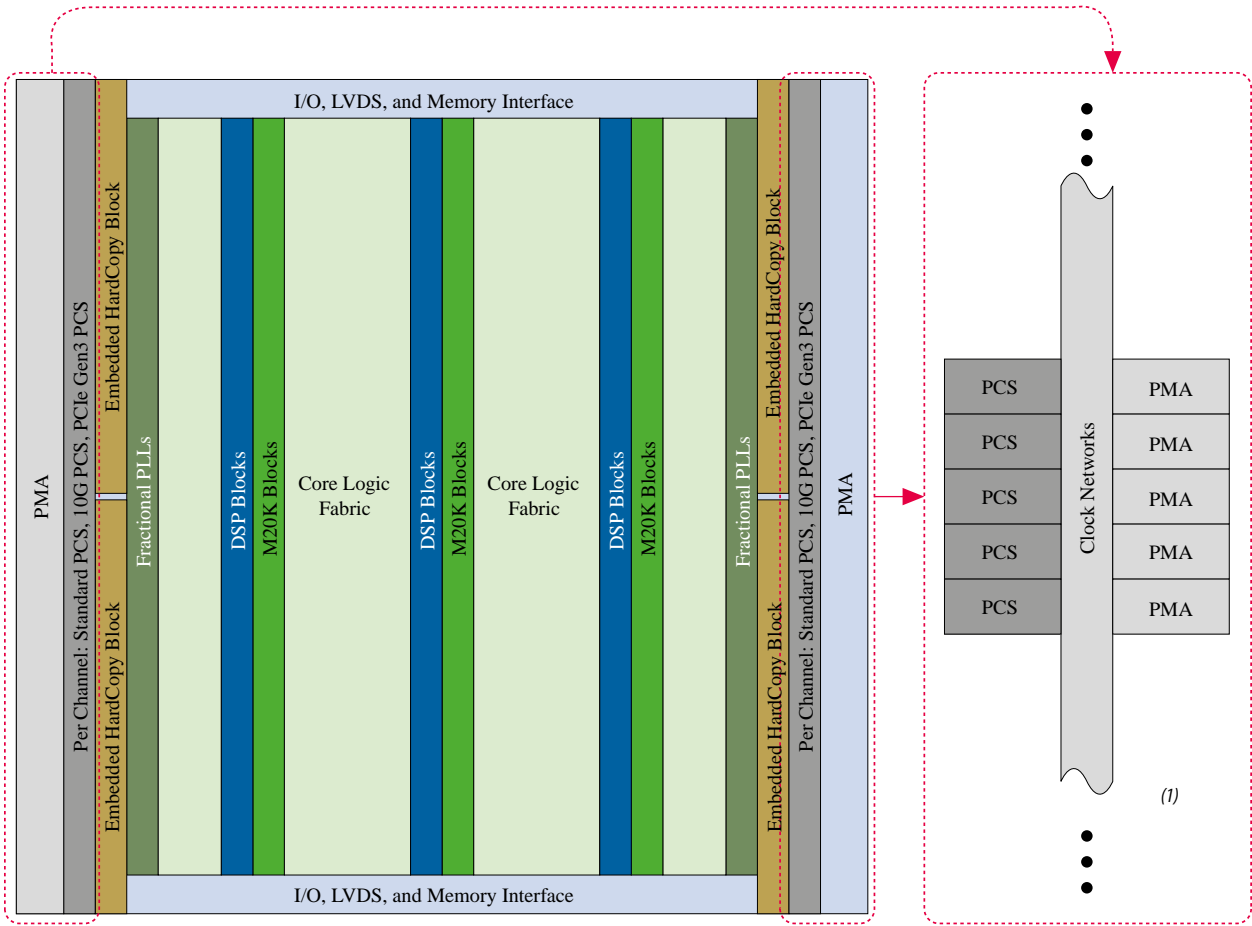 I/O, LVDS, and Memory Interface
PMA
Per Channel: Standard PCS, 10G PCS, PCIe Gen3 PCS
Embedded HardCopy Block
Embedded HardCopy Block
Fractional PLLs
DSP Blocks
M20K Blocks
Core Logic
Fabric
DSP Blocks
M20K Blocks
Core Logic
Fabric
DSP Blocks
M20K Blocks
Fractional PLLs
Embedded HardCopy Block
Embedded HardCopy Block
Per Channel: Standard PCS, 10G PCS, PCIe Gen3 PCS
PMA
I/O, LVDS, and Memory Interface
PCS
PMA
PCS
PMA
PCS
PMA
PCS
PMA
PCS
PMA
Clock Networks
(1)